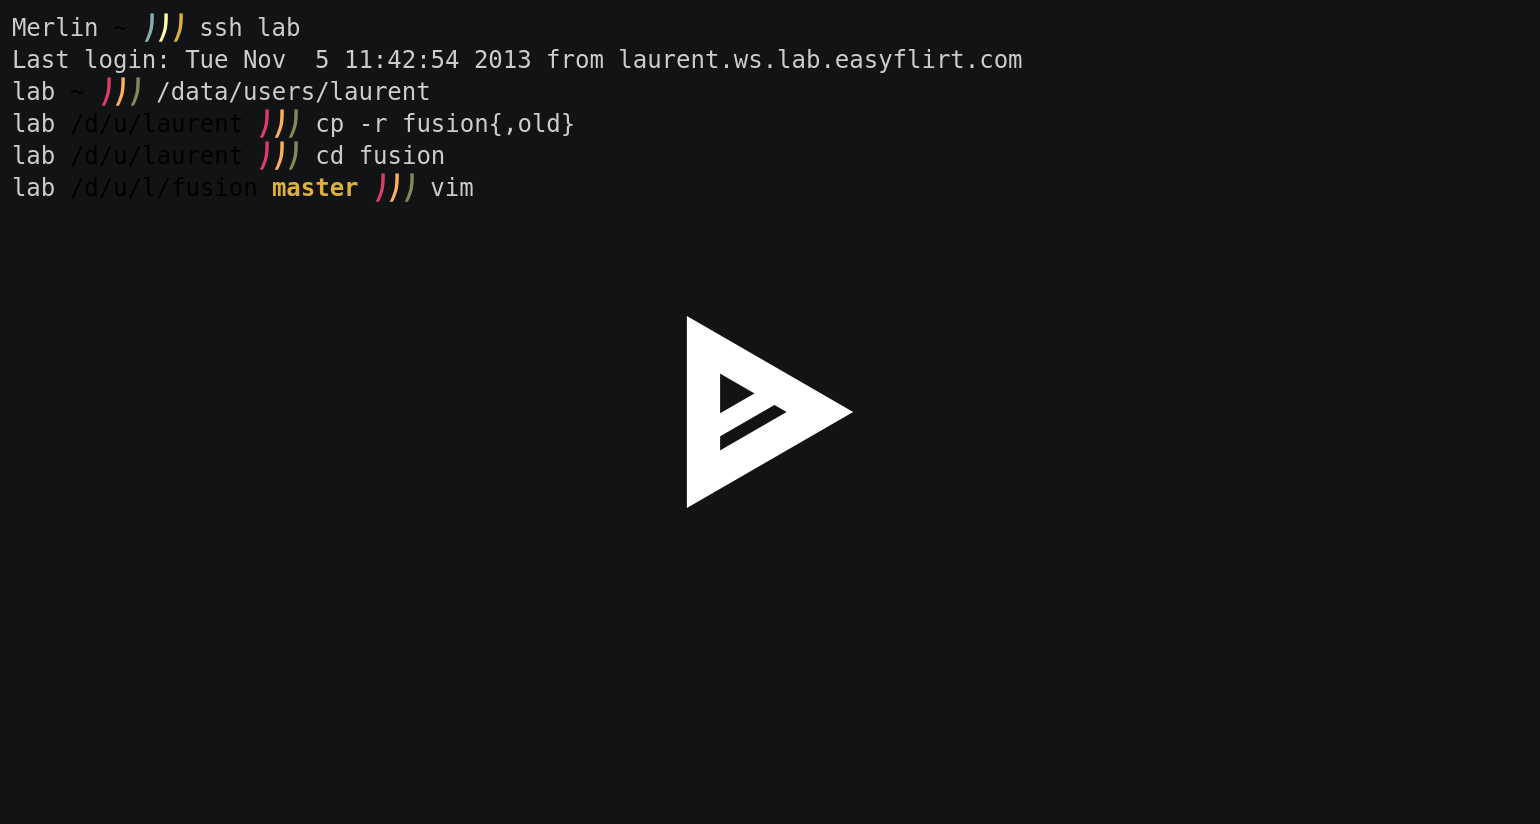 Merlin ~ ))) ssh lab
Last login: Tue Nov  5 11:42:54 2013 from laurent.ws.lab.easyflirt.com
lab ~ ))) /data/users/laurent
lab /d/u/laurent ))) cp -r fusion{,old}
lab /d/u/laurent ))) cd fusion
lab /d/u/l/fusion master ))) vim